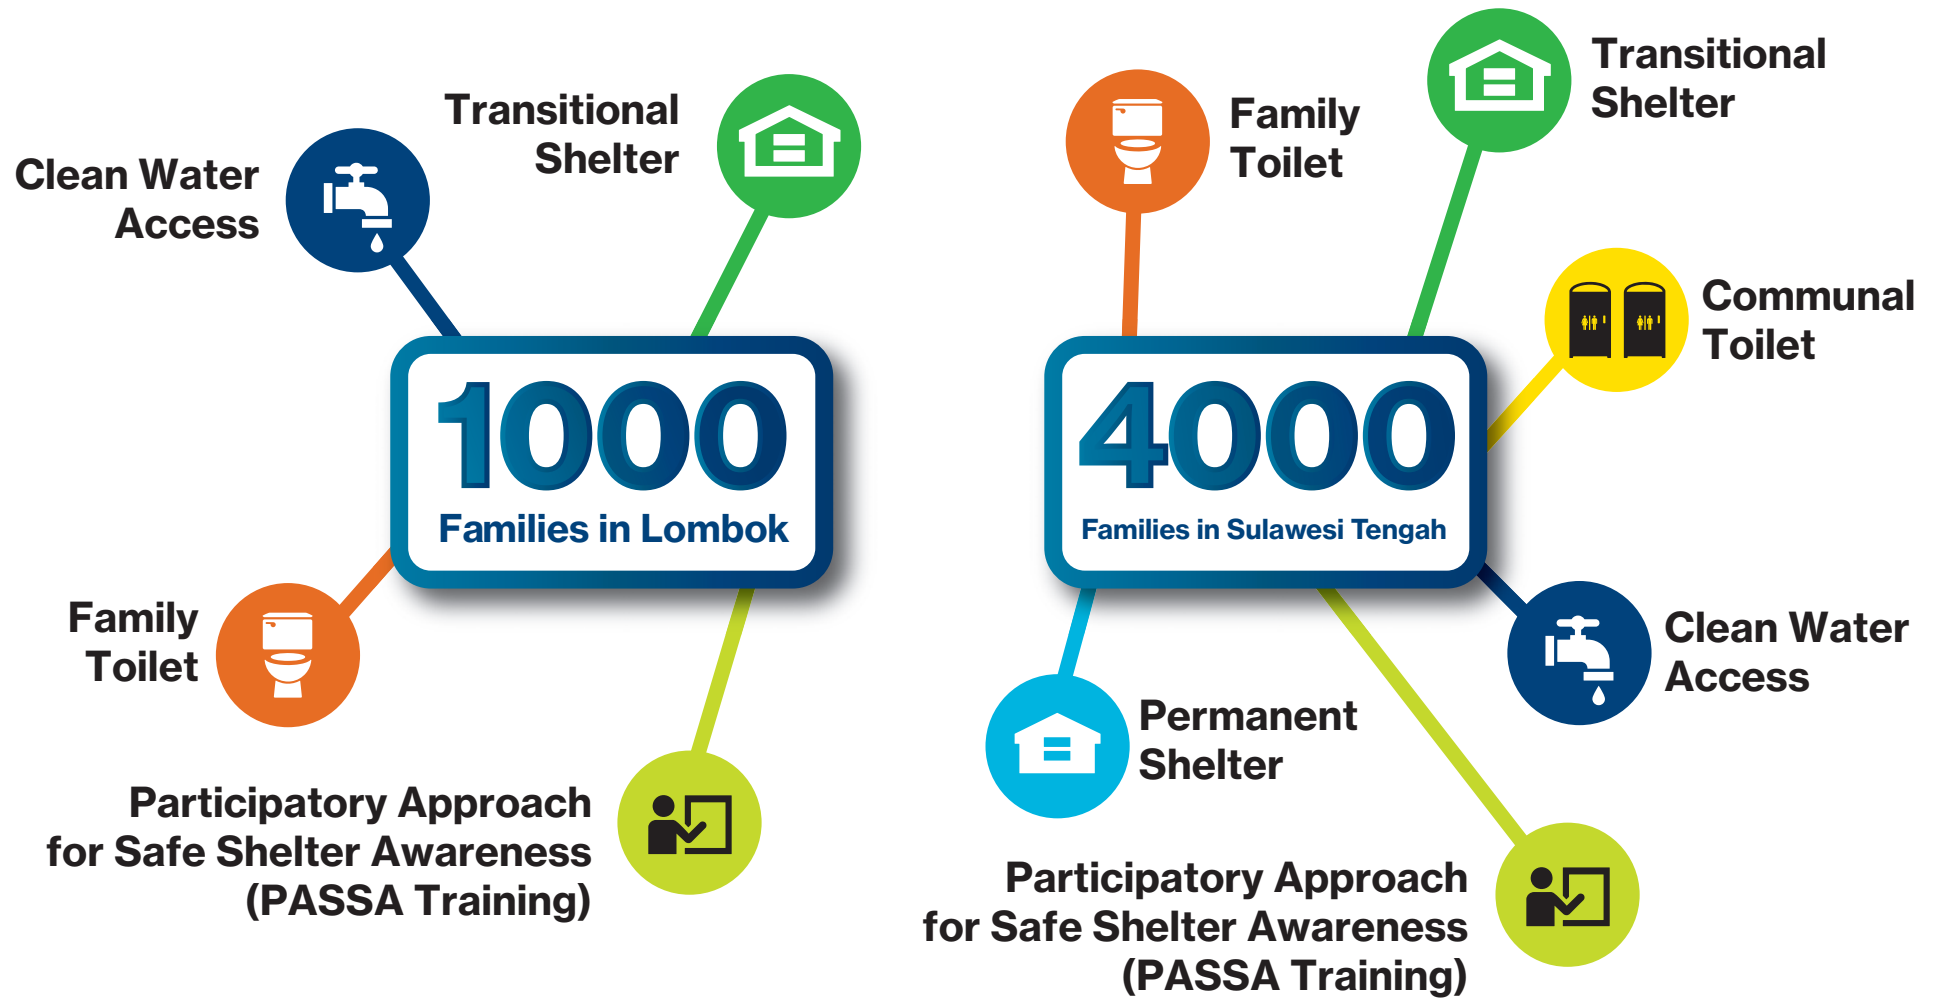 Transitional
Shelter
Clean Water
Access
1000
Families in Lombok
Family
Toilet
Participatory Approach
for Safe Shelter Awareness
(PASSA Training)
Transitional
Shelter
Family
Toilet
Communal
Toilet
4000
Families in Sulawesi Tengah
Clean Water
Access
Permanent
Shelter
Participatory Approach
for Safe Shelter Awareness
(PASSA Training)